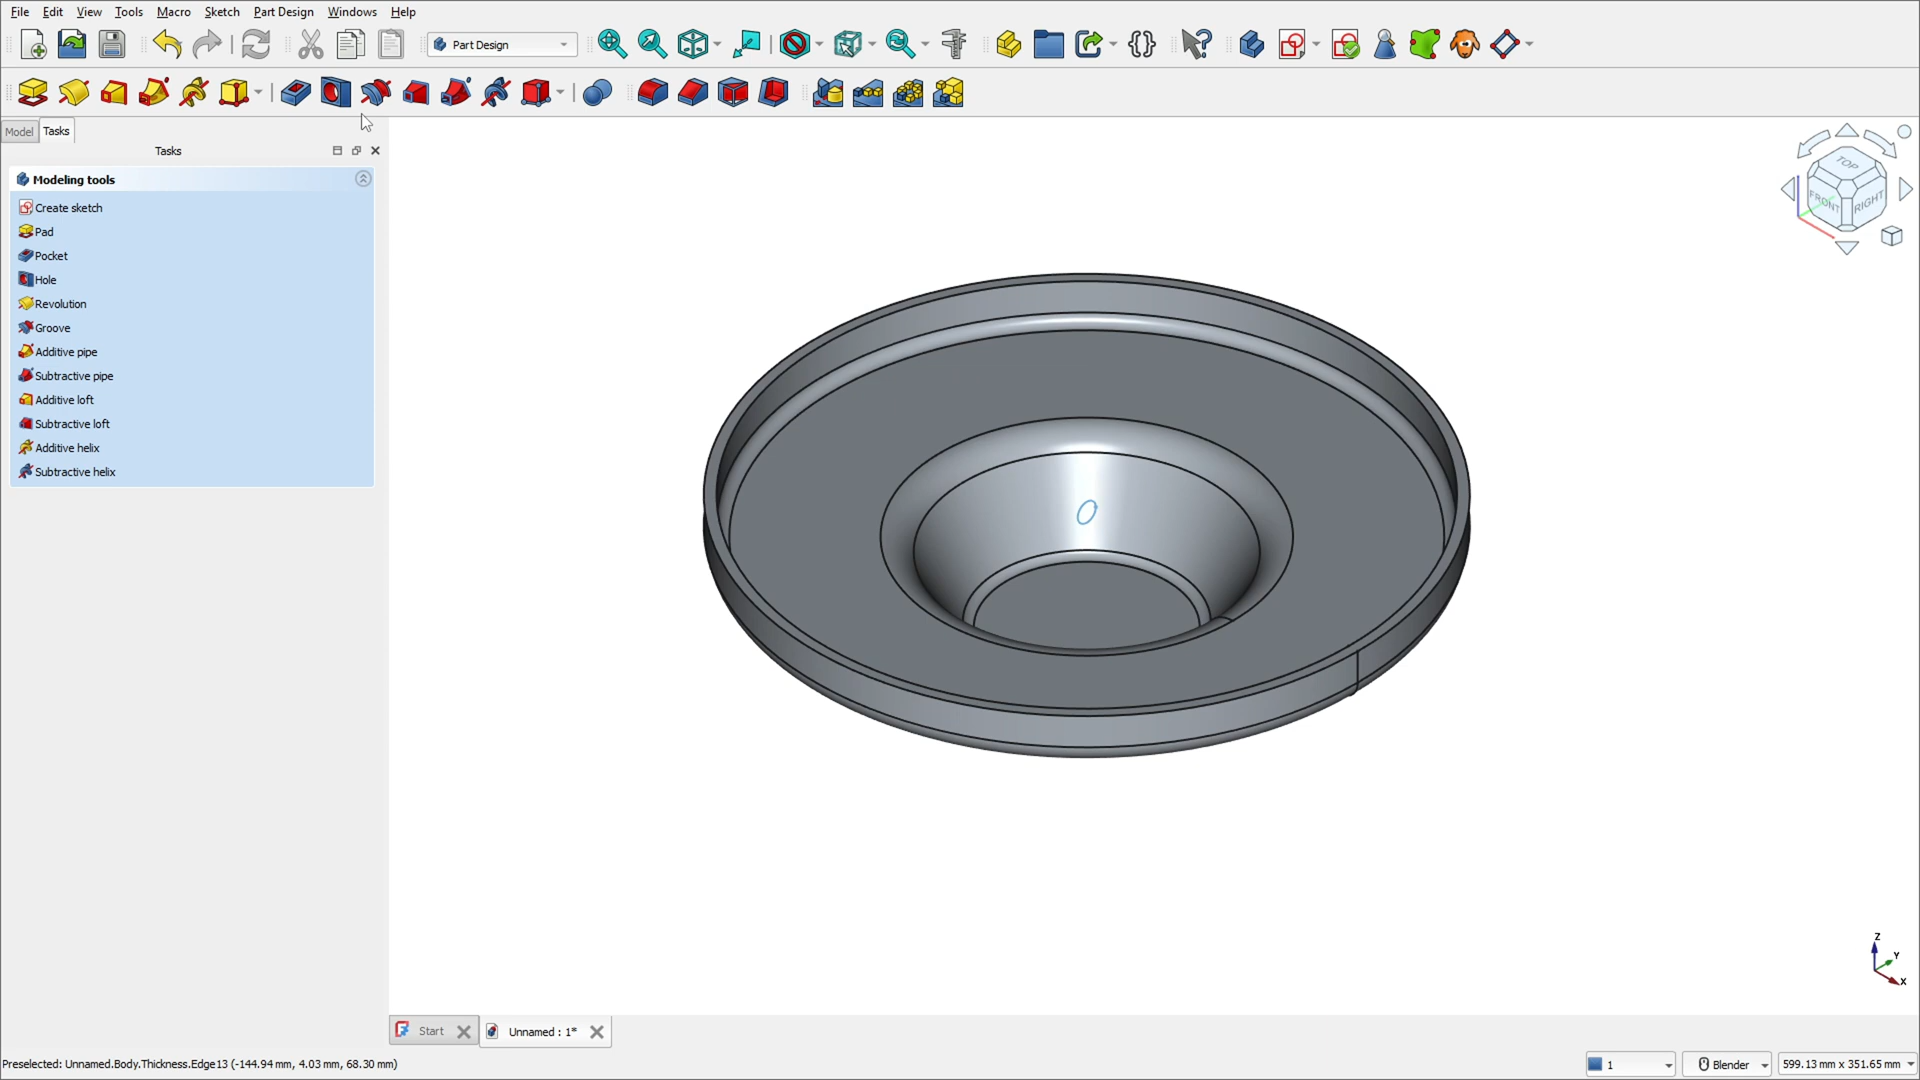 File Edit View Tools Macro Sketch Part Design Windows Help
Part Design
Model Tasks
Tasks
Modeling tools
Create sketch
Pad
Pocket
Hole
Revolution
Groove
Additive pipe
Subtractive pipe
Additive loft
Subtractive loft
Additive helix
Subtractive helix
TOP
FRONT RIGHT
Z
Y
X
Start Unnamed : 1*
Preselected: Unnamed.Body.Thickness.Edge13 (-144.94 mm, 4.03 mm, 68.30 mm) 1 Blender 599.13 mm x 351.65 mm